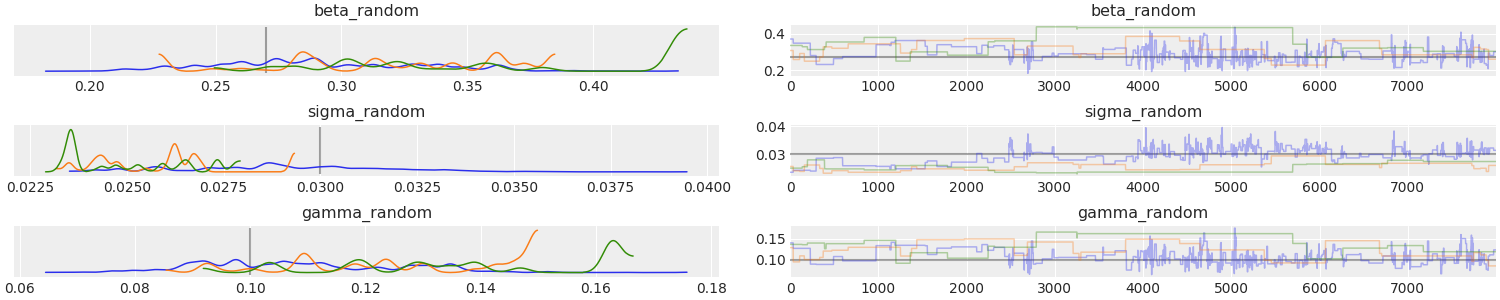 beta_random beta_random
0.4
0.2
0.20 0.25 0.30 0.35 0.40 0 1000 2000 3000 4000 5000 6000 7000
sigma_random sigma_random
0.04
0.03
0.0225 0.0250 0.0275 0.0300 0.0325 0.0350 0.0375 0.0400 0 1000 2000 3000 4000 5000 6000 7000
gamma_random gamma_random
0.15
0.10
0.06 0.08 0.10 0.12 0.14 0.16 0.18 0 1000 2000 3000 4000 5000 6000 7000